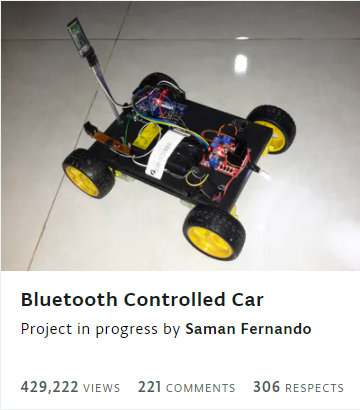 Bluetooth Controlled Car
Project in progress by Saman Fernando
429,222 VIEWS 221 COMMENTS 306 RESPECTS